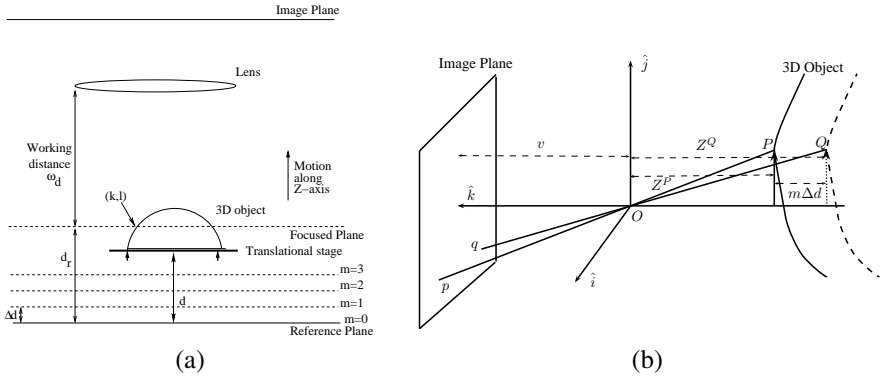 Image Plane
Lens
Working
distance
ω_d
Motion
along
Z−axis
(k,l)
3D object
Focused Plane
Translational stage
d_r
m=3
m=2
d
m=1
Δd
m=0
Reference Plane
(a)
Image Plane
ĵ
3D Object
v
Z^Q
P
Q
Z^P
k̂
mΔd
O
q
p
î
(b)